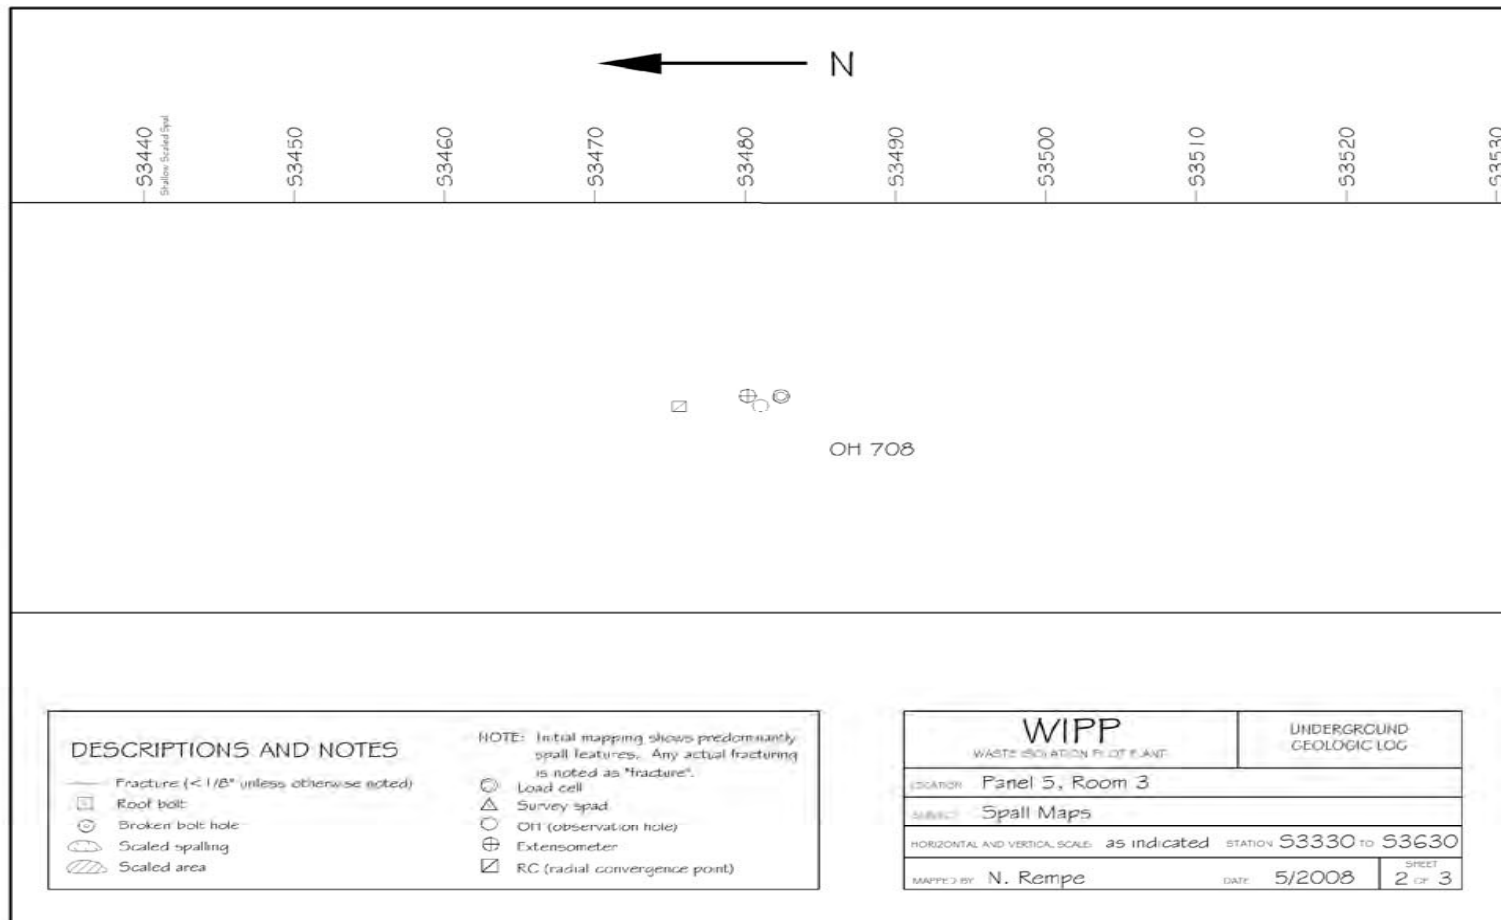 N
S3440
Shallow Scaled Spal
S3450
S3460
S3470
S3480
S3490
S3500
S3510
S3520
S3530
OH 708
DESCRIPTIONS AND NOTES
Fracture (< 1/8" unless otherwise noted)
Roof bolt
Broken bolt hole
Scaled spalling
Scaled area
NOTE: Initial mapping shows predominantly
spall features. Any actual fracturing
is noted as "fracture".
Load cell
Survey spad
OH (observation hole)
Extensometer
RC (radial convergence point)
WIPP
WASTE ISOLATION PILOT PLANT
UNDERGROUND
GEOLOGIC LOG
LOCATION: Panel 5, Room 3
SUBJECT: Spall Maps
HORIZONTAL AND VERTICAL SCALE: as indicated STATION S3330 TO S3630
MAPPED BY N. Rempe DATE 5/2008
SHEET
2 OF 3